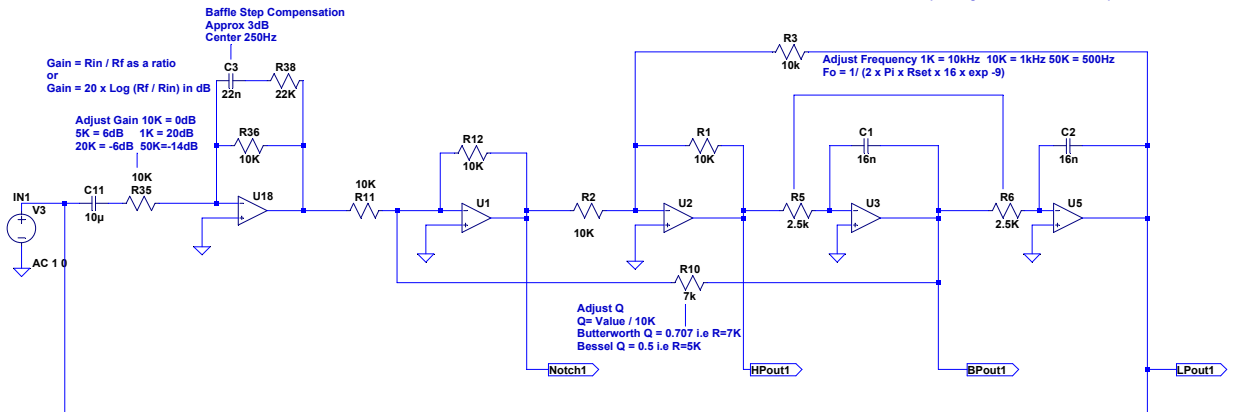 Baffle Step Compensation
Approx 3dB
Center 250Hz
Gain = Rin / Rf as a ratio
or
Gain = 20 x Log (Rf / Rin) in dB
Adjust Gain 10K = 0dB
5K = 6dB 1K = 20dB
20K = -6dB 50K=-14dB
C3
22n
R38
22K
R36
10K
R3
10k
Adjust Frequency 1K = 10kHz 10K = 1kHz 50K = 500Hz
Fo = 1/ (2 x Pi x Rset x 16 x exp -9)
R12
10K
R1
10K
C1
16n
C2
16n
IN1
V3
AC 1 0
C11
10µ
10K
R35
U18
10K
R11
U1
R2
10K
U2
R5
2.5k
U3
R6
2.5K
U5
R10
7k
Adjust Q
Q= Value / 10K
Butterworth Q = 0.707 i.e R=7K
Bessel Q = 0.5 i.e R=5K
Notch1
HPout1
BPout1
LPout1